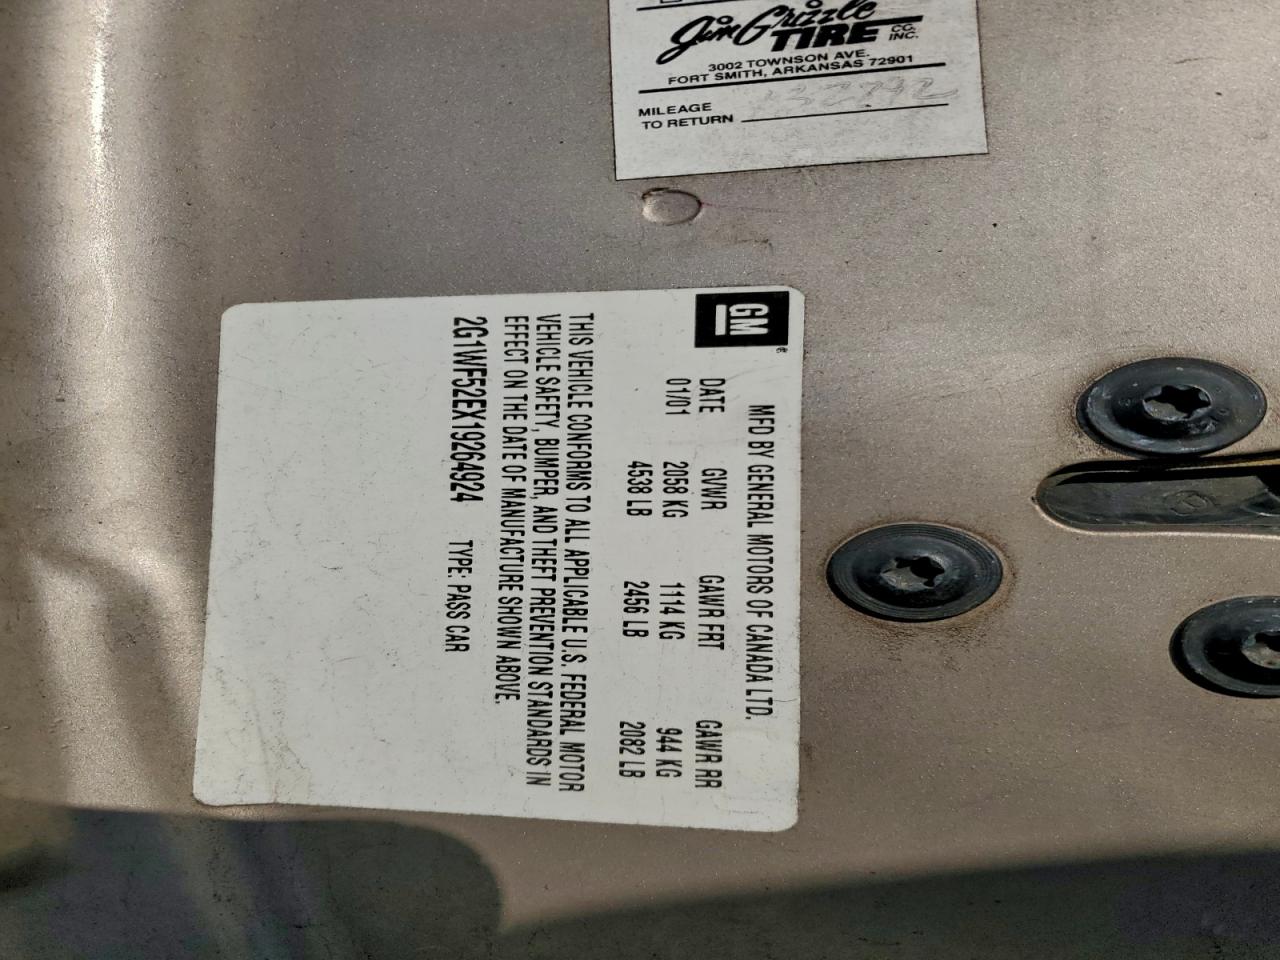 Jim Grizzle
TIRE CO. INC.
3002 TOWNSON AVE.
FORT SMITH, ARKANSAS 72901
MILEAGE
TO RETURN
GM
MFD BY GENERAL MOTORS OF CANADA LTD.
DATE GVWR GAWR FRT GAWR RR
01/01 2058 KG 1114 KG 944 KG
4538 LB 2456 LB 2082 LB
THIS VEHICLE CONFORMS TO ALL APPLICABLE U.S. FEDERAL MOTOR
VEHICLE SAFETY, BUMPER, AND THEFT PREVENTION STANDARDS IN
EFFECT ON THE DATE OF MANUFACTURE SHOWN ABOVE.
2G1WF52EX19264924 TYPE: PASS CAR